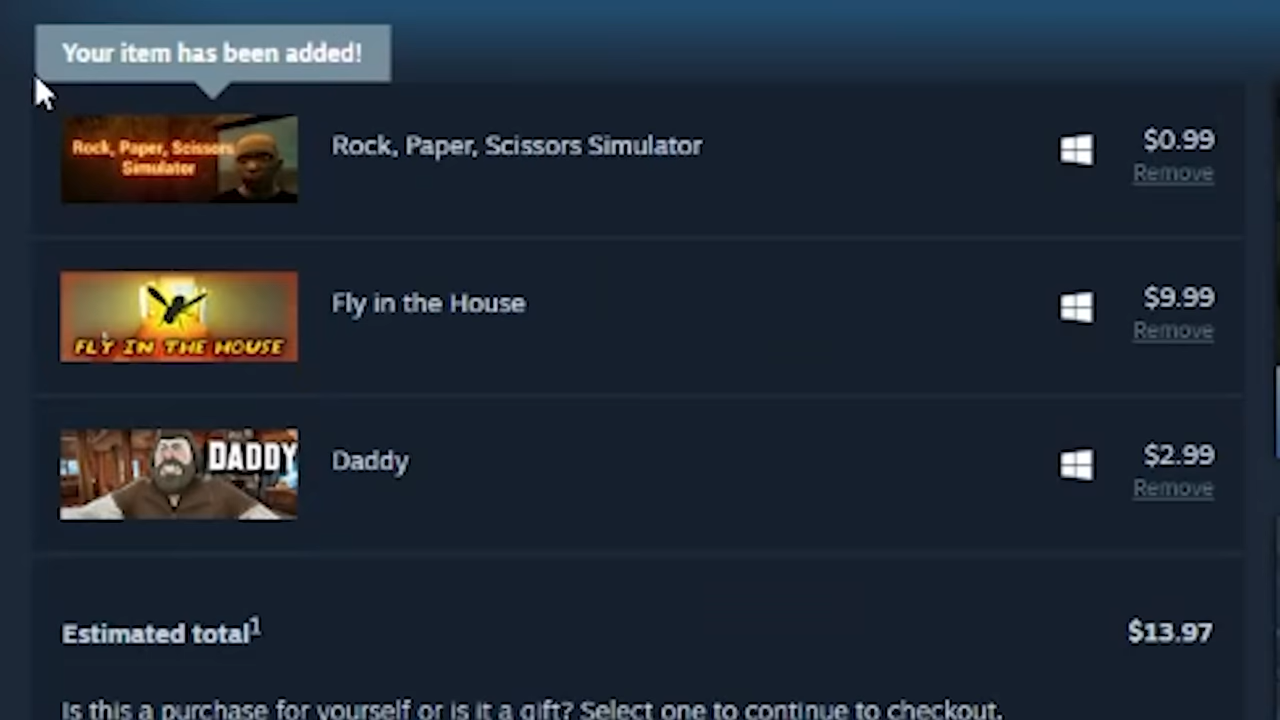 Your item has been added!
Rock, Paper, Scissors
Simulator
Rock, Paper, Scissors Simulator
$0.99
Remove
FLY IN THE HOUSE
Fly in the House
$9.99
Remove
DADDY
Daddy
$2.99
Remove
Estimated total1
$13.97
Is this a purchase for yourself or is it a gift? Select one to continue to checkout.